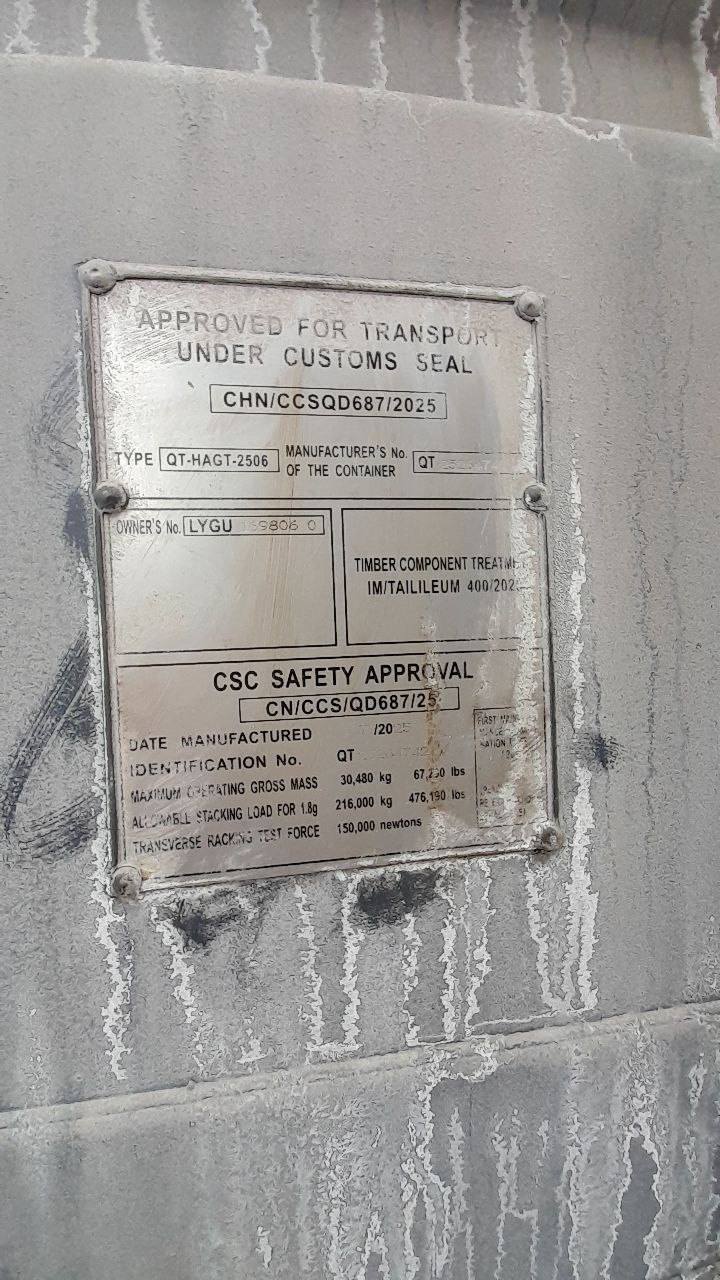 APPROVED FOR TRANSPORT
UNDER CUSTOMS SEAL
CHN/CCSQD687/2025
TYPE QT-HAGT-2506 MANUFACTURER'S No. OF THE CONTAINER QT
OWNER'S No. LYGU
TIMBER COMPONENT
IM/TAILILEUM
CSC SAFETY APPROVAL
CN/CCS/QD687/25
DATE MANUFACTURED
IDENTIFICATION No. QT
MAXIMUM OPERATING GROSS MASS 30,480 kg lbs
ALLOWABLE STACKING LOAD FOR 1.8g 216,000 kg 476,190 lbs
TRANSVERSE RACKING TEST FORCE 150,000 newtons